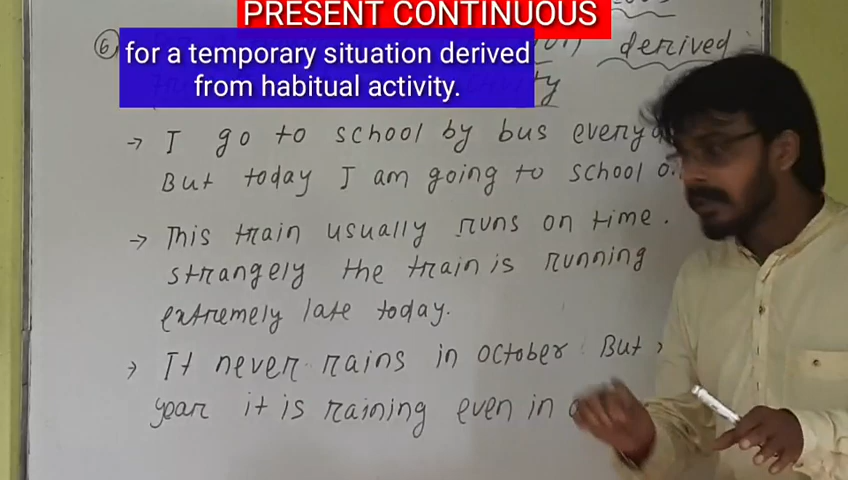 PRESENT CONTINUOUS
6
for a temporary situation derived
from habitual activity.
derived
→ I go to school by bus
But today I am going to school
→ This train usually runs on time.
strangely the train is running
extremely late today.
→ It never rains in october But
year it is raining even in